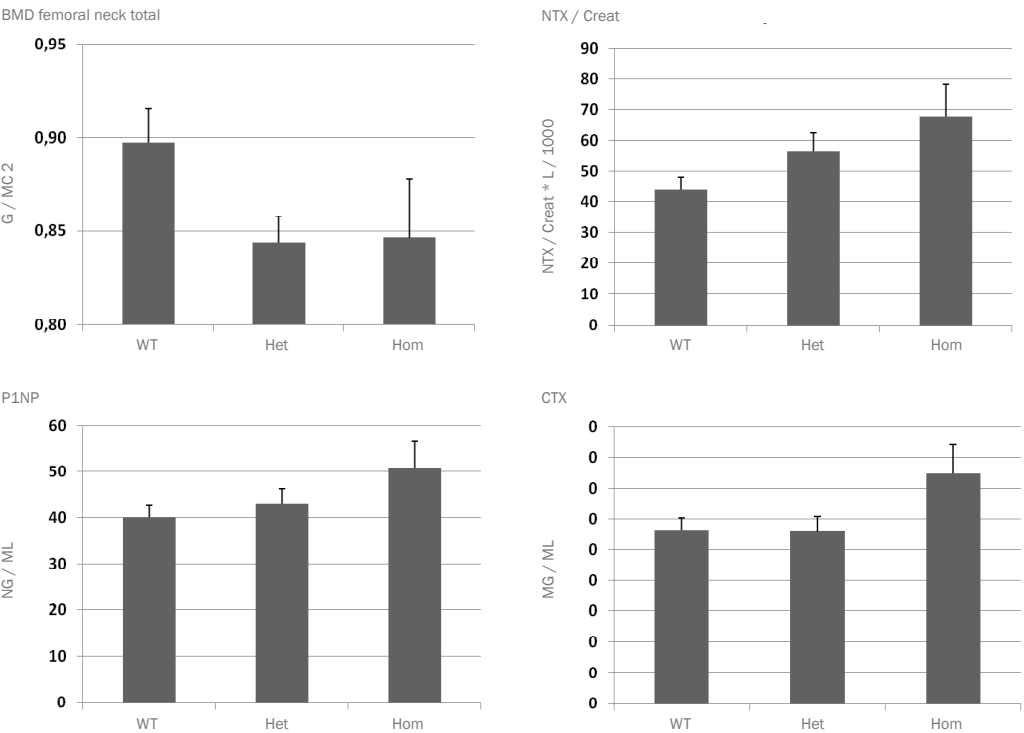 BMD femoral neck total
G / MC 2
0,95
0,90
0,85
0,80
WT Het Hom
NTX / Creat
NTX / Creat * L / 1000
90
80
70
60
50
40
30
20
10
0
WT Het Hom
P1NP
NG / ML
60
50
40
30
20
10
0
WT Het Hom
CTX
MG / ML
0
0
0
0
0
0
0
0
0
0
WT Het Hom